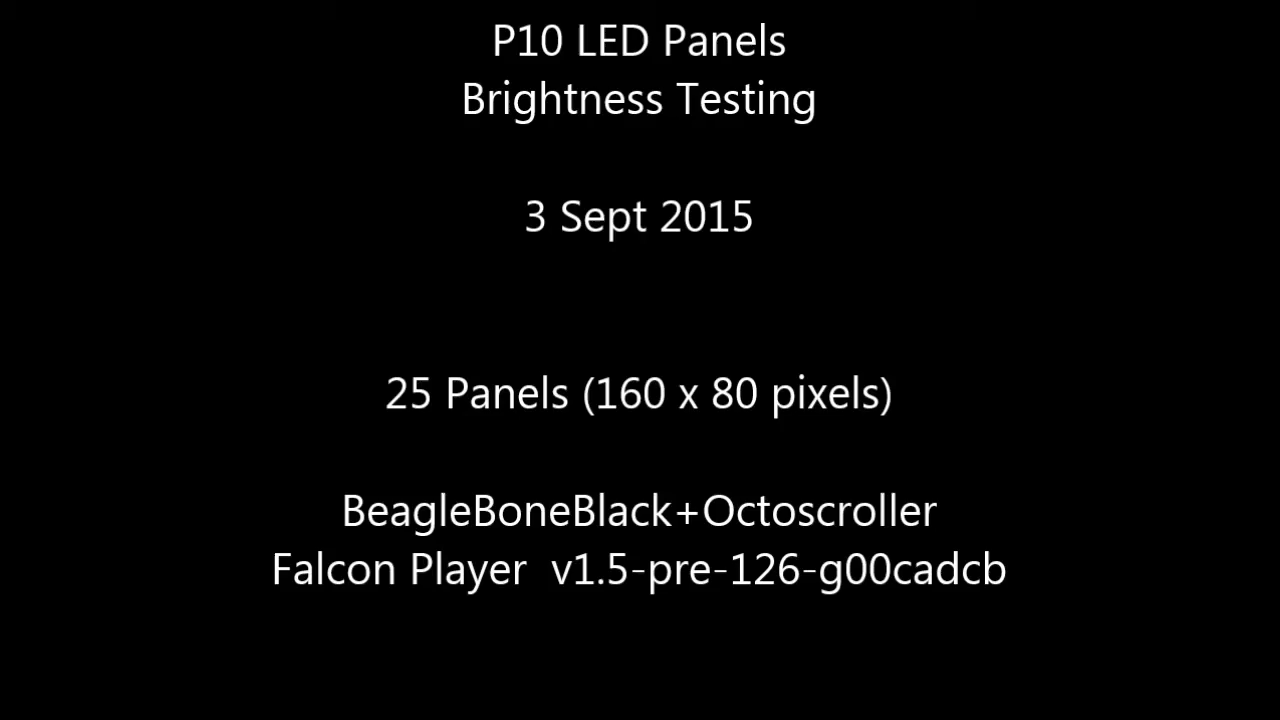 P10 LED Panels
Brightness Testing
3 Sept 2015
25 Panels (160 x 80 pixels)
BeagleBoneBlack+Octoscroller
Falcon Player  v1.5-pre-126-g00cadcb